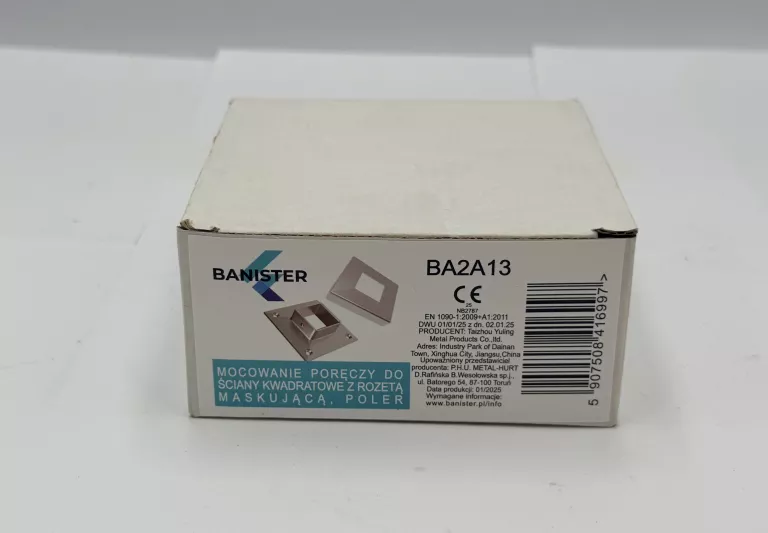 BANISTER
MOCOWANIE PORĘCZY DO
ŚCIANY KWADRATOWE Z ROZETĄ
MASKUJĄCĄ, POLER
BA2A13
CE
25
NB2787
EN 1090-1:2009+A1:2011
DWU 01/01/25 z dn. 02.01.25
PRODUCENT: Taizhou Yuling
Metal Products Co.,ltd.
Adres: Industry Park of Dainan
Town, Xinghua City, Jiangsu,China
Upoważniony przedstawiciel
producenta: P.H.U. METAL-HURT
D.Rafińska B.Wesołowska sp.j.,
ul. Batorego 54, 87-100 Toruń
Data produkcji: 01/2025
Wymagane informacje:
www.banister.pl/info
5 907508 416997>